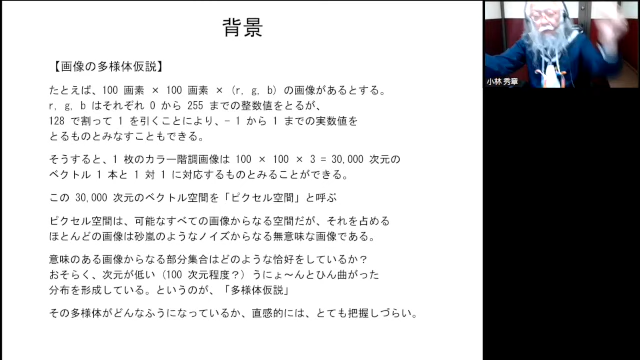 背景
【画像の多様体仮説】
たとえば、100 画素 × 100 画素 × (r, g, b) の画像があるとする。
r, g, b はそれぞれ 0 から 255 までの整数値をとるが、
128 で割って 1 を引くことにより、- 1 から 1 までの実数値を
とるものとみなすこともできる。
そうすると、1 枚のカラー階調画像は 100 × 100 × 3 = 30,000 次元の
ベクトル 1 本と 1 対 1 に対応するものとみることができる。
この 30,000 次元のベクトル空間を「ピクセル空間」と呼ぶ
ピクセル空間は、可能なすべての画像からなる空間だが、それを占める
ほとんどの画像は砂嵐のようなノイズからなる無意味な画像である。
意味のある画像からなる部分集合はどのような恰好をしているか?
おそらく、次元が低い (100 次元程度?) うにょ～んとひん曲がった
分布を形成している。というのが、「多様体仮説」
その多様体がどんなふうになっているか、直感的には、とても把握しづらい。
小林 秀章